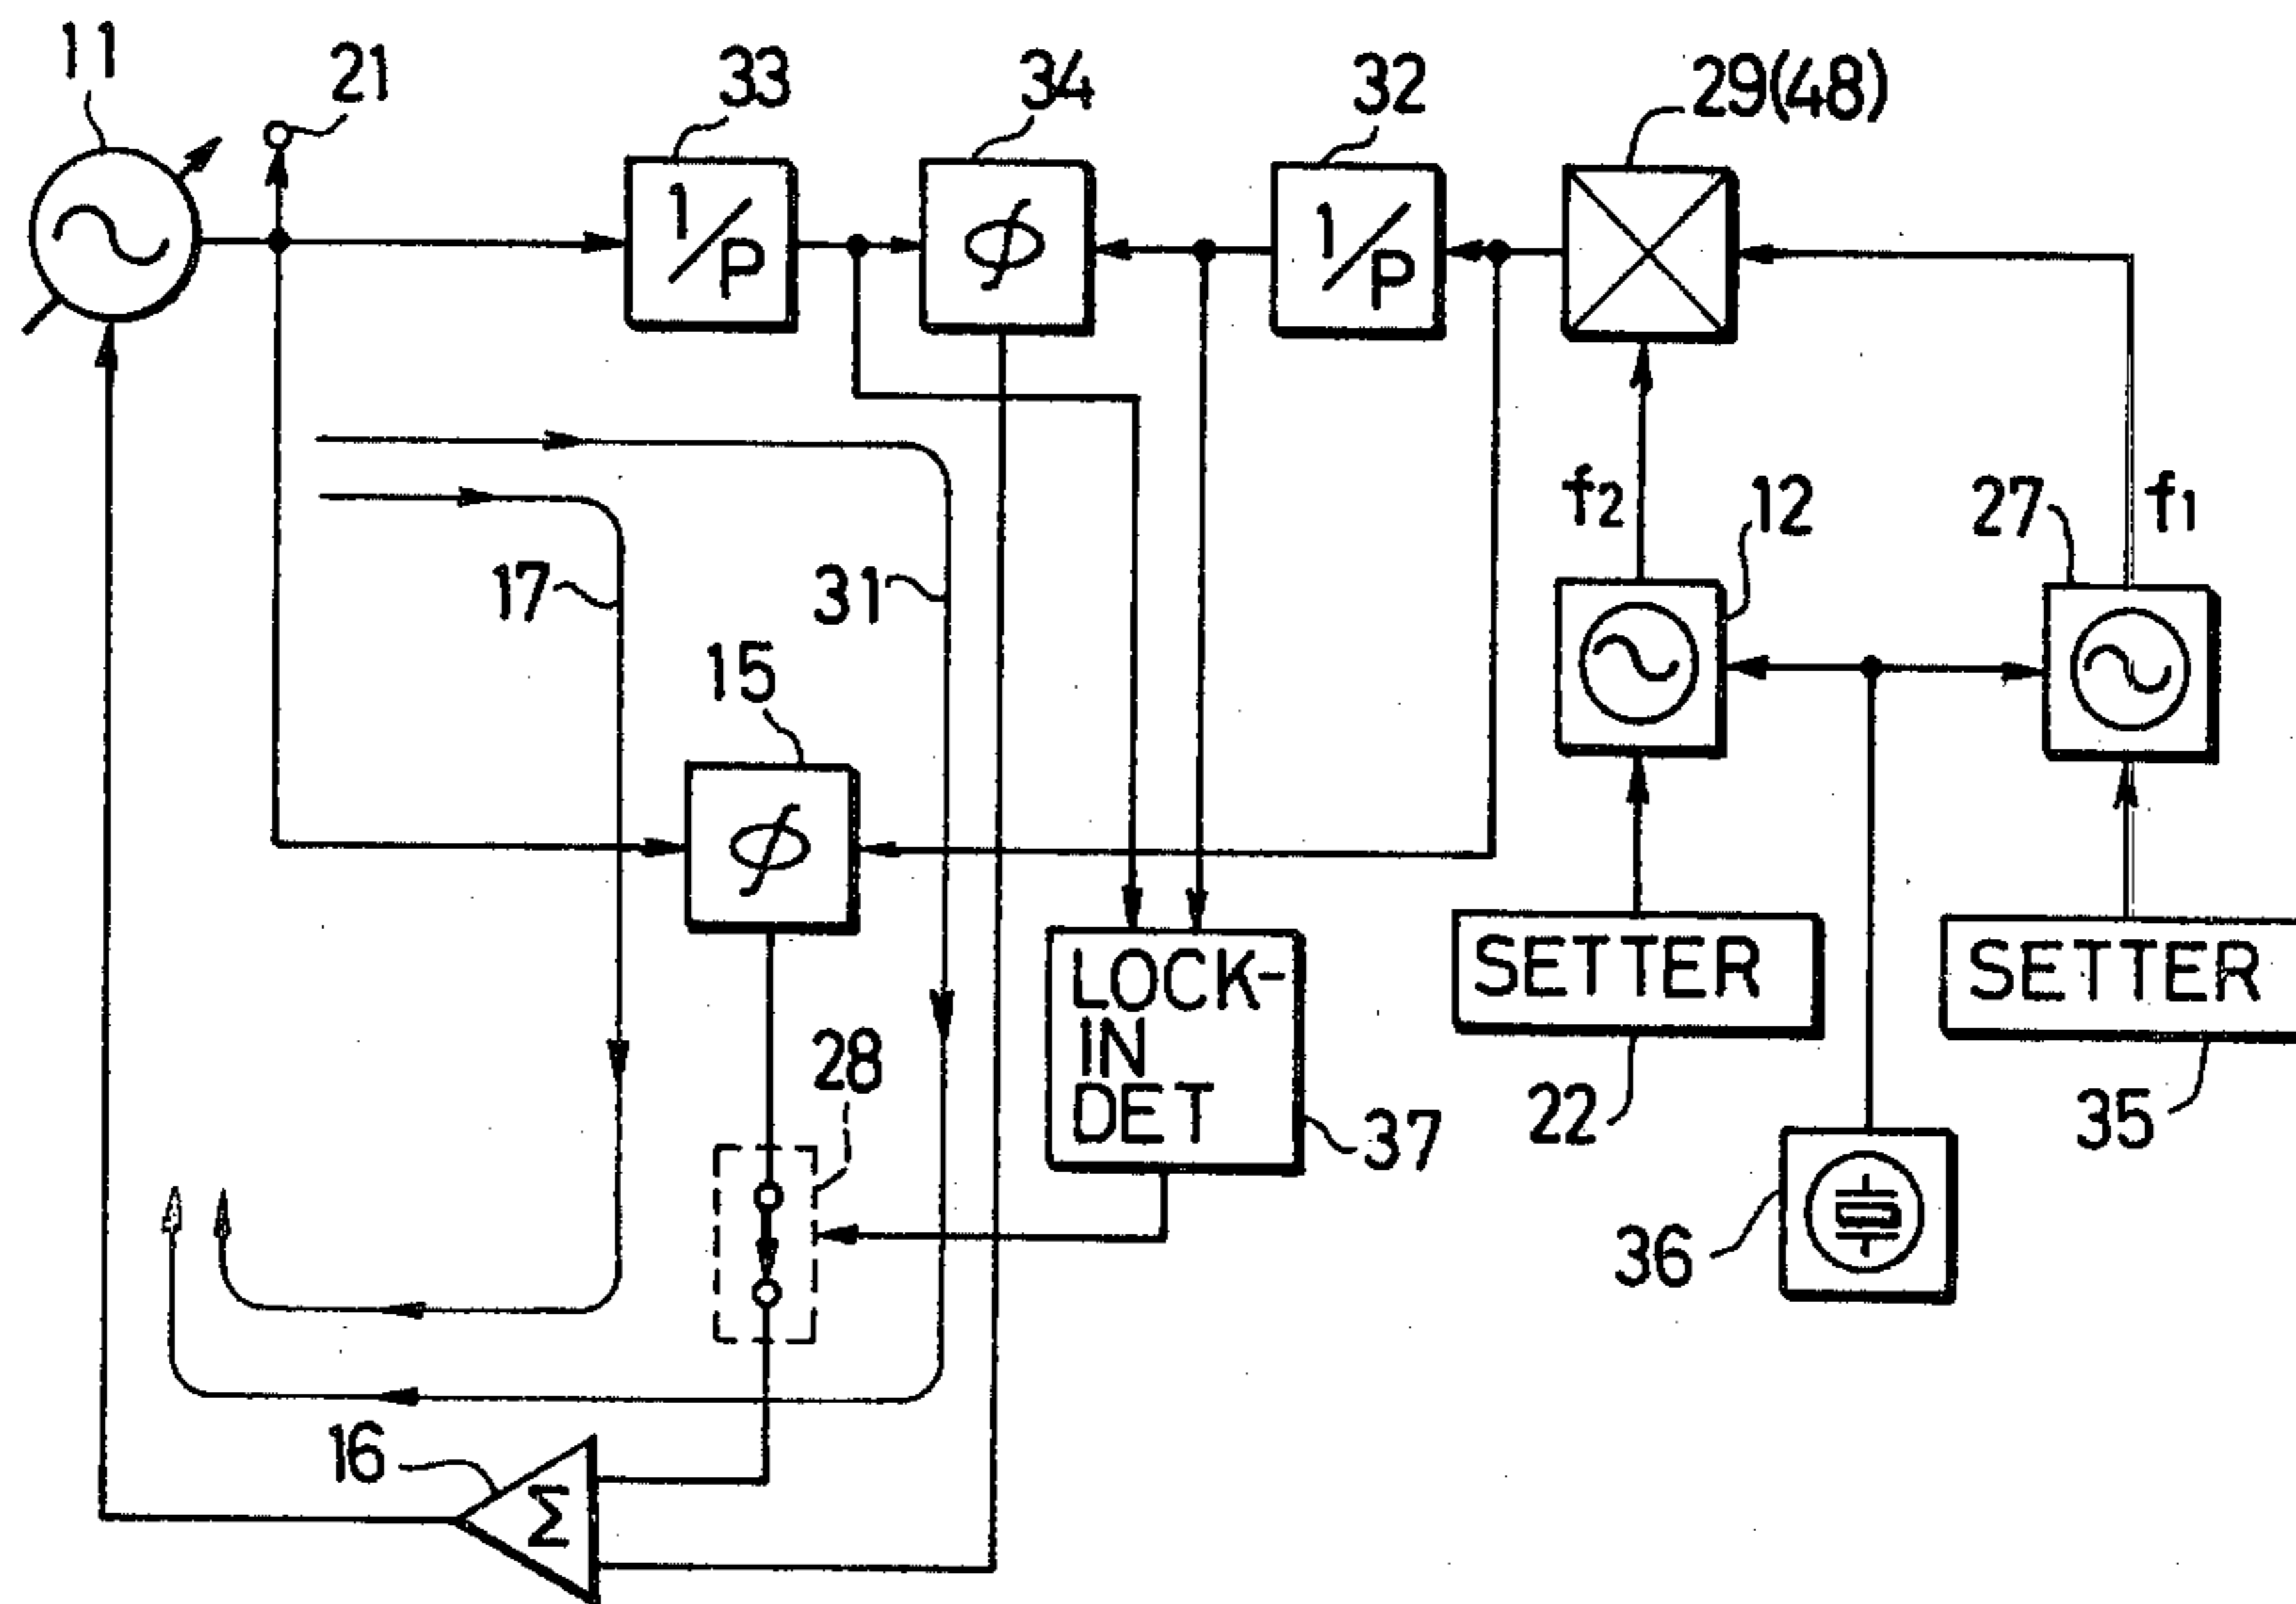 11
21
33
34
32
29(48)
1/P
φ
1/P
f2
12
27
f1
17
31
15
φ
LOCK-
IN
DET
SETTER
SETTER
28
37
22
35
36
16
Σ